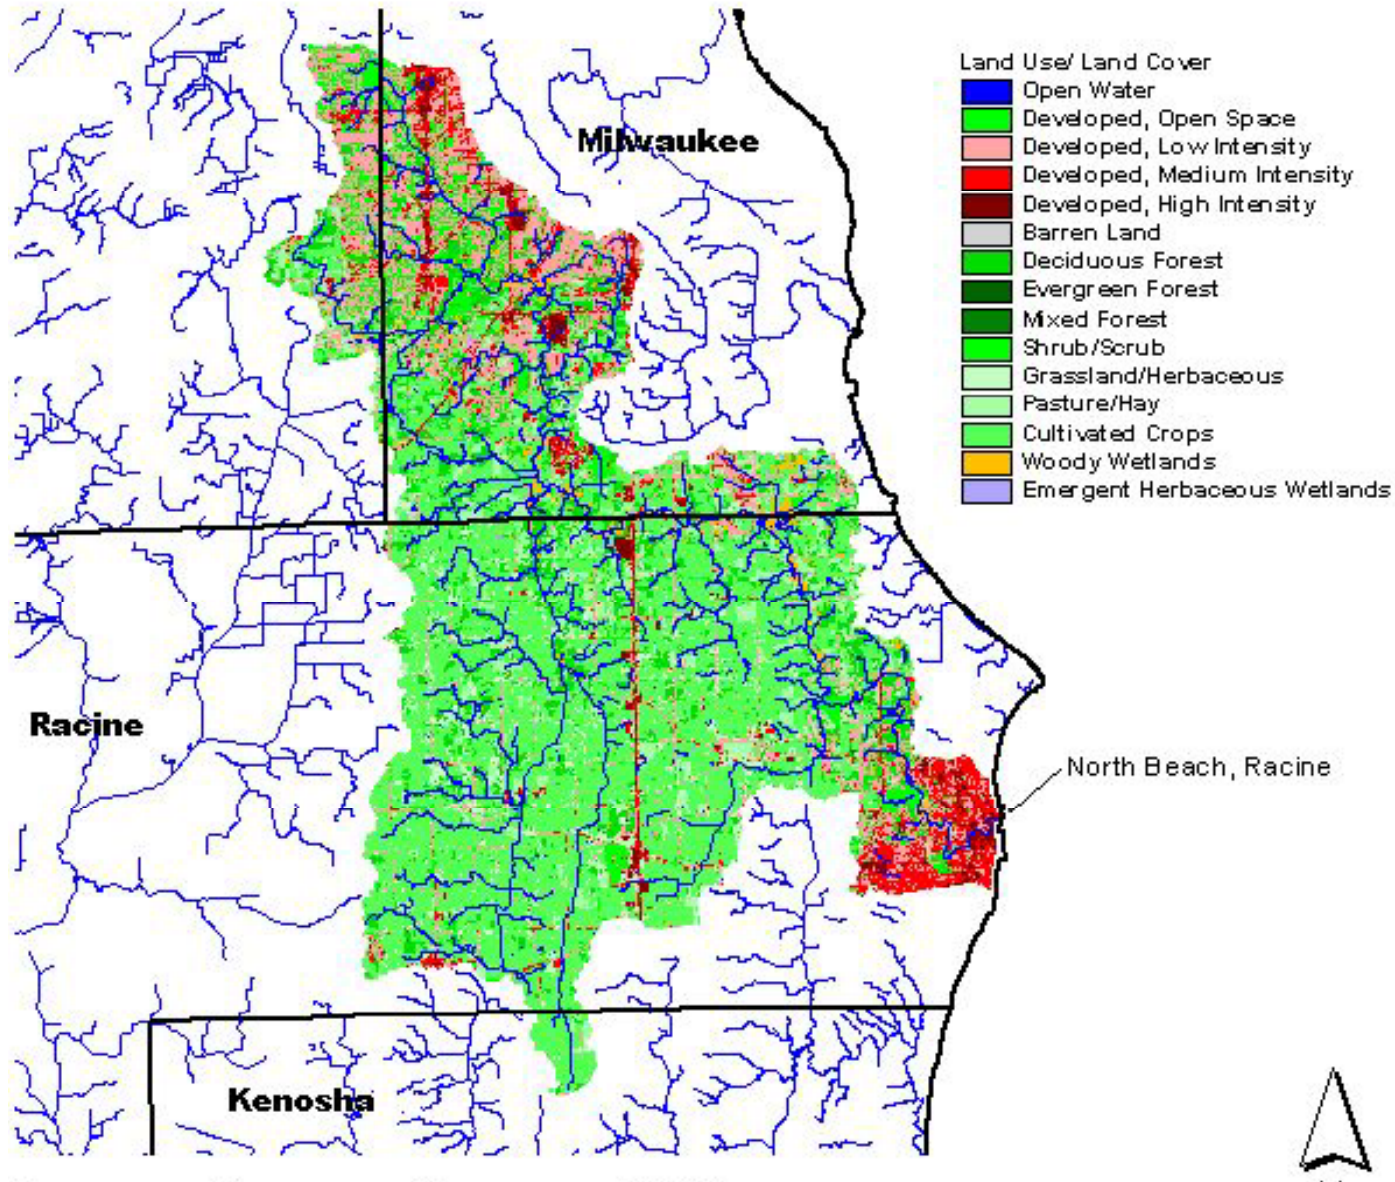 Land Use/ Land Cover
Open Water
Developed, Open Space
Developed, Low Intensity
Developed, Medium Intensity
Developed, High Intensity
Barren Land
Deciduous Forest
Evergreen Forest
Mixed Forest
Shrub/Scrub
Grassland/Herbaceous
Pasture/Hay
Cultivated Crops
Woody Wetlands
Emergent Herbaceous Wetlands
Milwaukee
Racine
North Beach, Racine
Kenosha